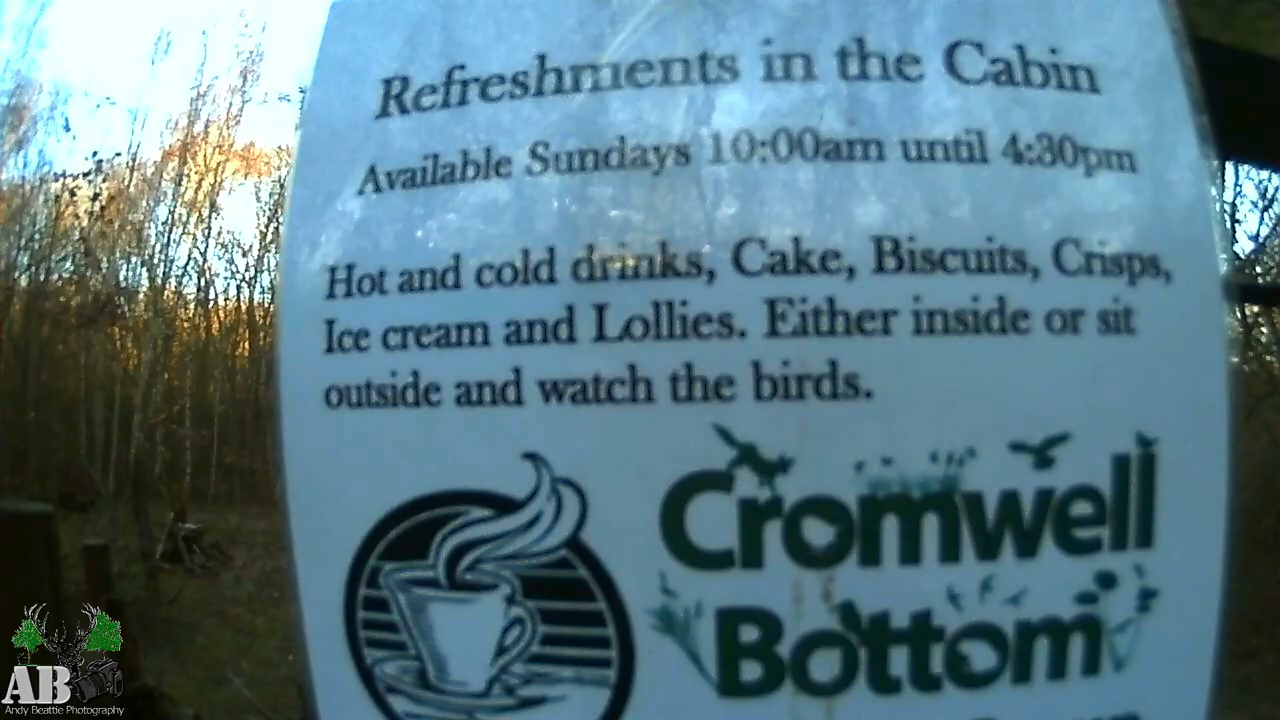 Refreshments in the Cabin
Available Sundays 10:00am until 4:30pm
Hot and cold drinks, Cake, Biscuits, Crisps,
Ice cream and Lollies. Either inside or sit
outside and watch the birds.
Cromwell
Bottom
AB
Andy Beattie Photography